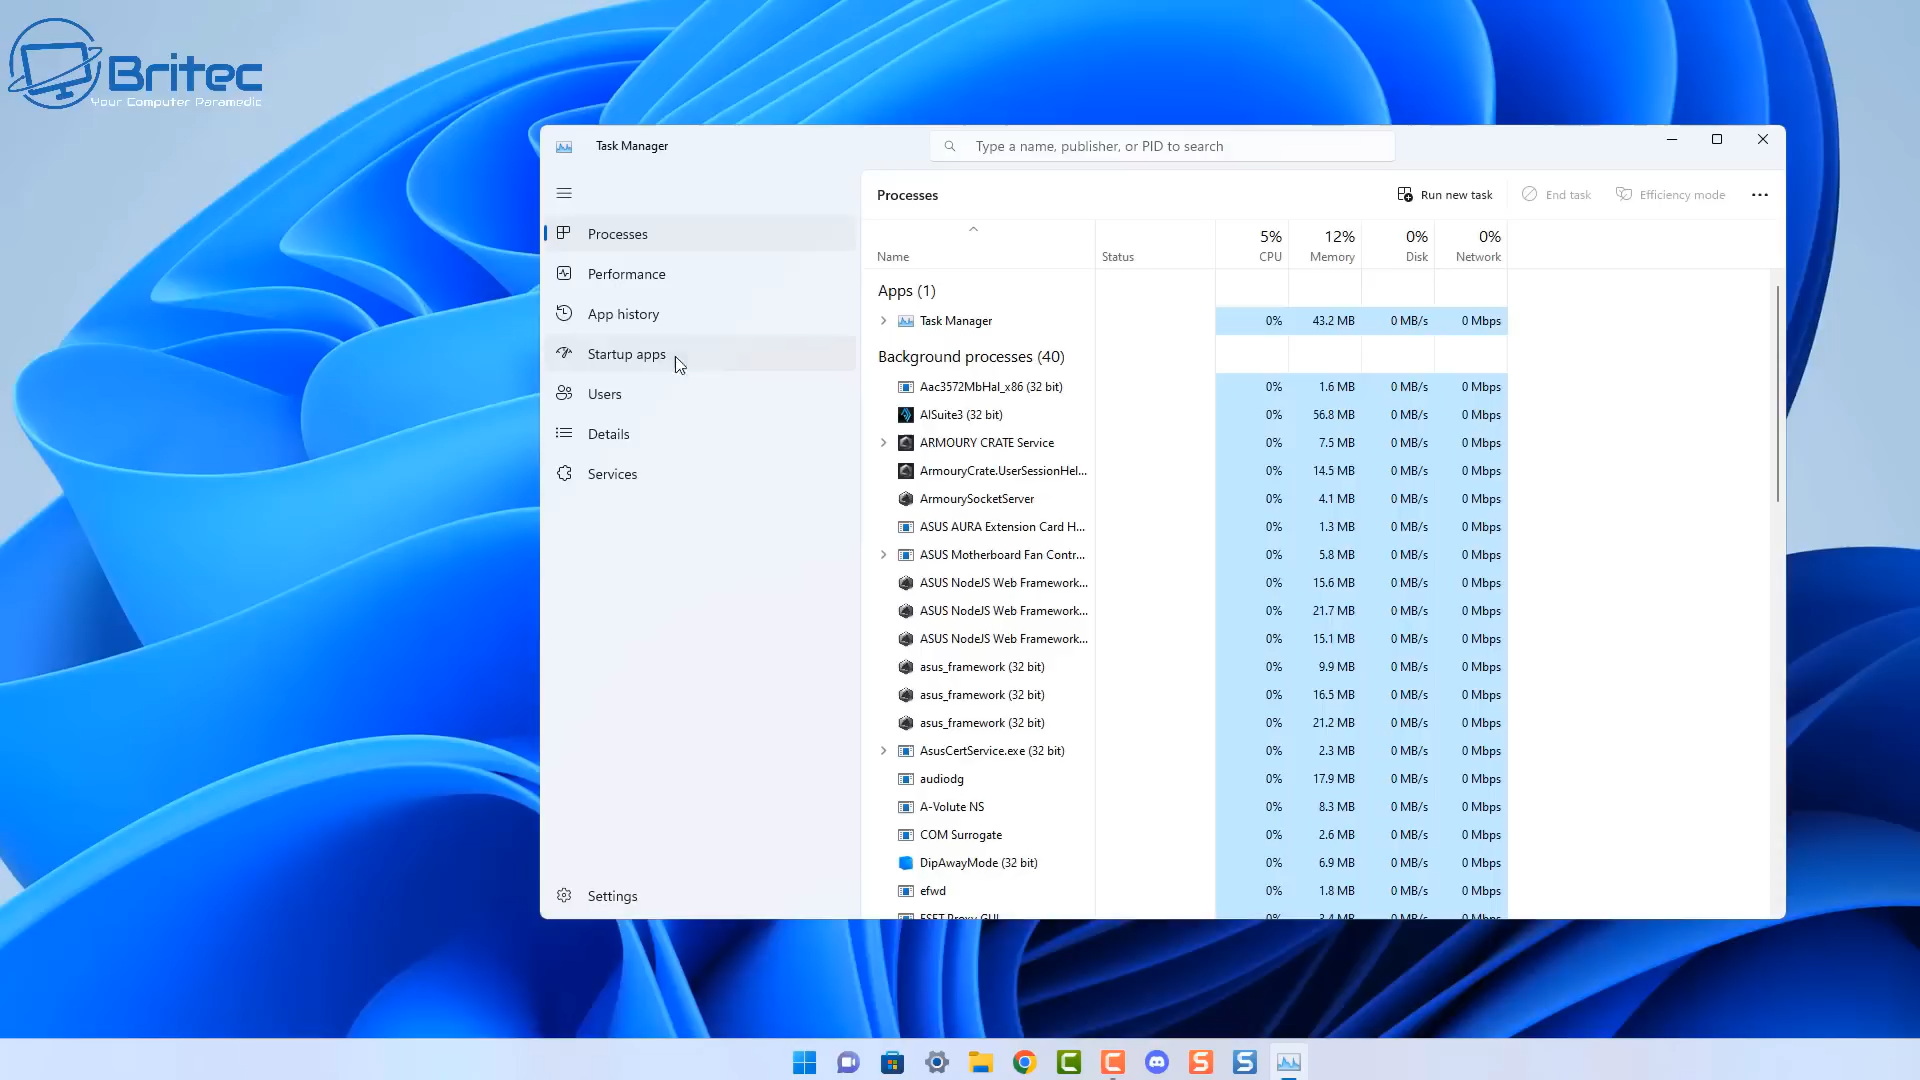 Britec
Your Computer Paramedic
Task Manager
Type a name, publisher, or PID to search
Processes
Run new task
End task
Efficiency mode
Processes
Performance
App history
Startup apps
Users
Details
Services
Settings
5% 12% 0% 0%
Name Status CPU Memory Disk Network
Apps (1)
Task Manager 0% 43.2 MB 0 MB/s 0 Mbps
Background processes (40)
Aac3572MbHal_x86 (32 bit) 0% 1.6 MB 0 MB/s 0 Mbps
AISuite3 (32 bit) 0% 56.8 MB 0 MB/s 0 Mbps
ARMOURY CRATE Service 0% 7.5 MB 0 MB/s 0 Mbps
ArmouryCrate.UserSessionHel... 0% 14.5 MB 0 MB/s 0 Mbps
ArmourySocketServer 0% 4.1 MB 0 MB/s 0 Mbps
ASUS AURA Extension Card H... 0% 1.3 MB 0 MB/s 0 Mbps
ASUS Motherboard Fan Contr... 0% 5.8 MB 0 MB/s 0 Mbps
ASUS NodeJS Web Framework... 0% 15.6 MB 0 MB/s 0 Mbps
ASUS NodeJS Web Framework... 0% 21.7 MB 0 MB/s 0 Mbps
ASUS NodeJS Web Framework... 0% 15.1 MB 0 MB/s 0 Mbps
asus_framework (32 bit) 0% 9.9 MB 0 MB/s 0 Mbps
asus_framework (32 bit) 0% 16.5 MB 0 MB/s 0 Mbps
asus_framework (32 bit) 0% 21.2 MB 0 MB/s 0 Mbps
AsusCertService.exe (32 bit) 0% 2.3 MB 0 MB/s 0 Mbps
audiodg 0% 17.9 MB 0 MB/s 0 Mbps
A-Volute NS 0% 8.3 MB 0 MB/s 0 Mbps
COM Surrogate 0% 2.6 MB 0 MB/s 0 Mbps
DipAwayMode (32 bit) 0% 6.9 MB 0 MB/s 0 Mbps
efwd 0% 1.8 MB 0 MB/s 0 Mbps
ESET Proxy GUI 0% 3.4 MB 0 MB/s 0 Mbps